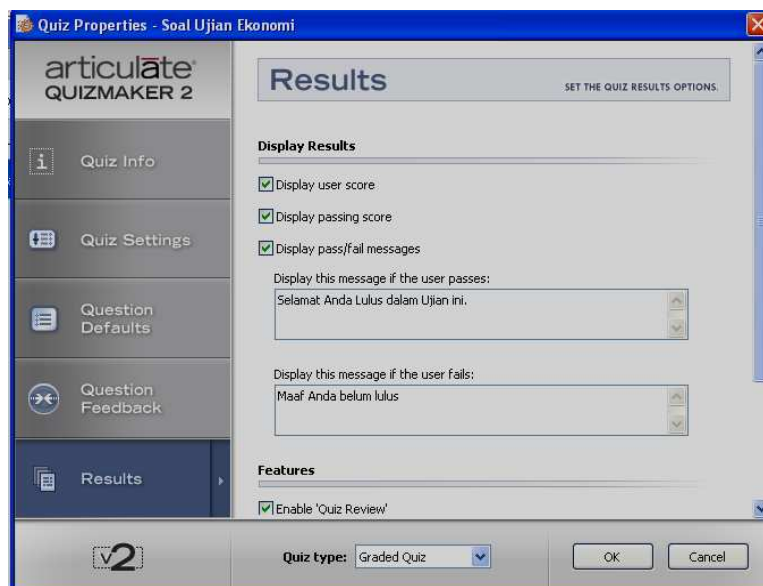 Quiz Properties - Soal Ujian Ekonomi
articulāte®
QUIZMAKER 2
Quiz Info
Quiz Settings
Question
Defaults
Question
Feedback
Results
Results
SET THE QUIZ RESULTS OPTIONS.
Display Results
Display user score
Display passing score
Display pass/fail messages
Display this message if the user passes:
Selamat Anda Lulus dalam Ujian ini.
Display this message if the user fails:
Maaf Anda belum lulus
Features
Enable 'Quiz Review'
v2
Quiz type: Graded Quiz
OK
Cancel